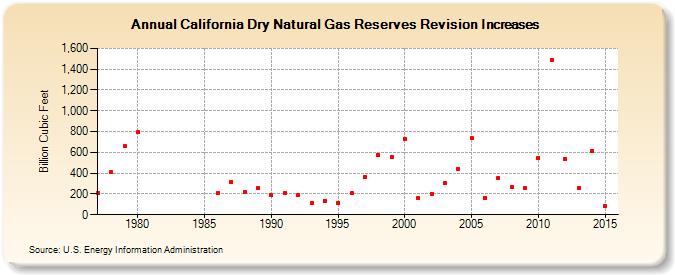 Annual California Dry Natural Gas Reserves Revision Increases
Billion Cubic Feet
1,600
1,400
1,200
1,000
800
600
400
200
0
1980 1985 1990 1995 2000 2005 2010 2015
Source: U.S. Energy Information Administration